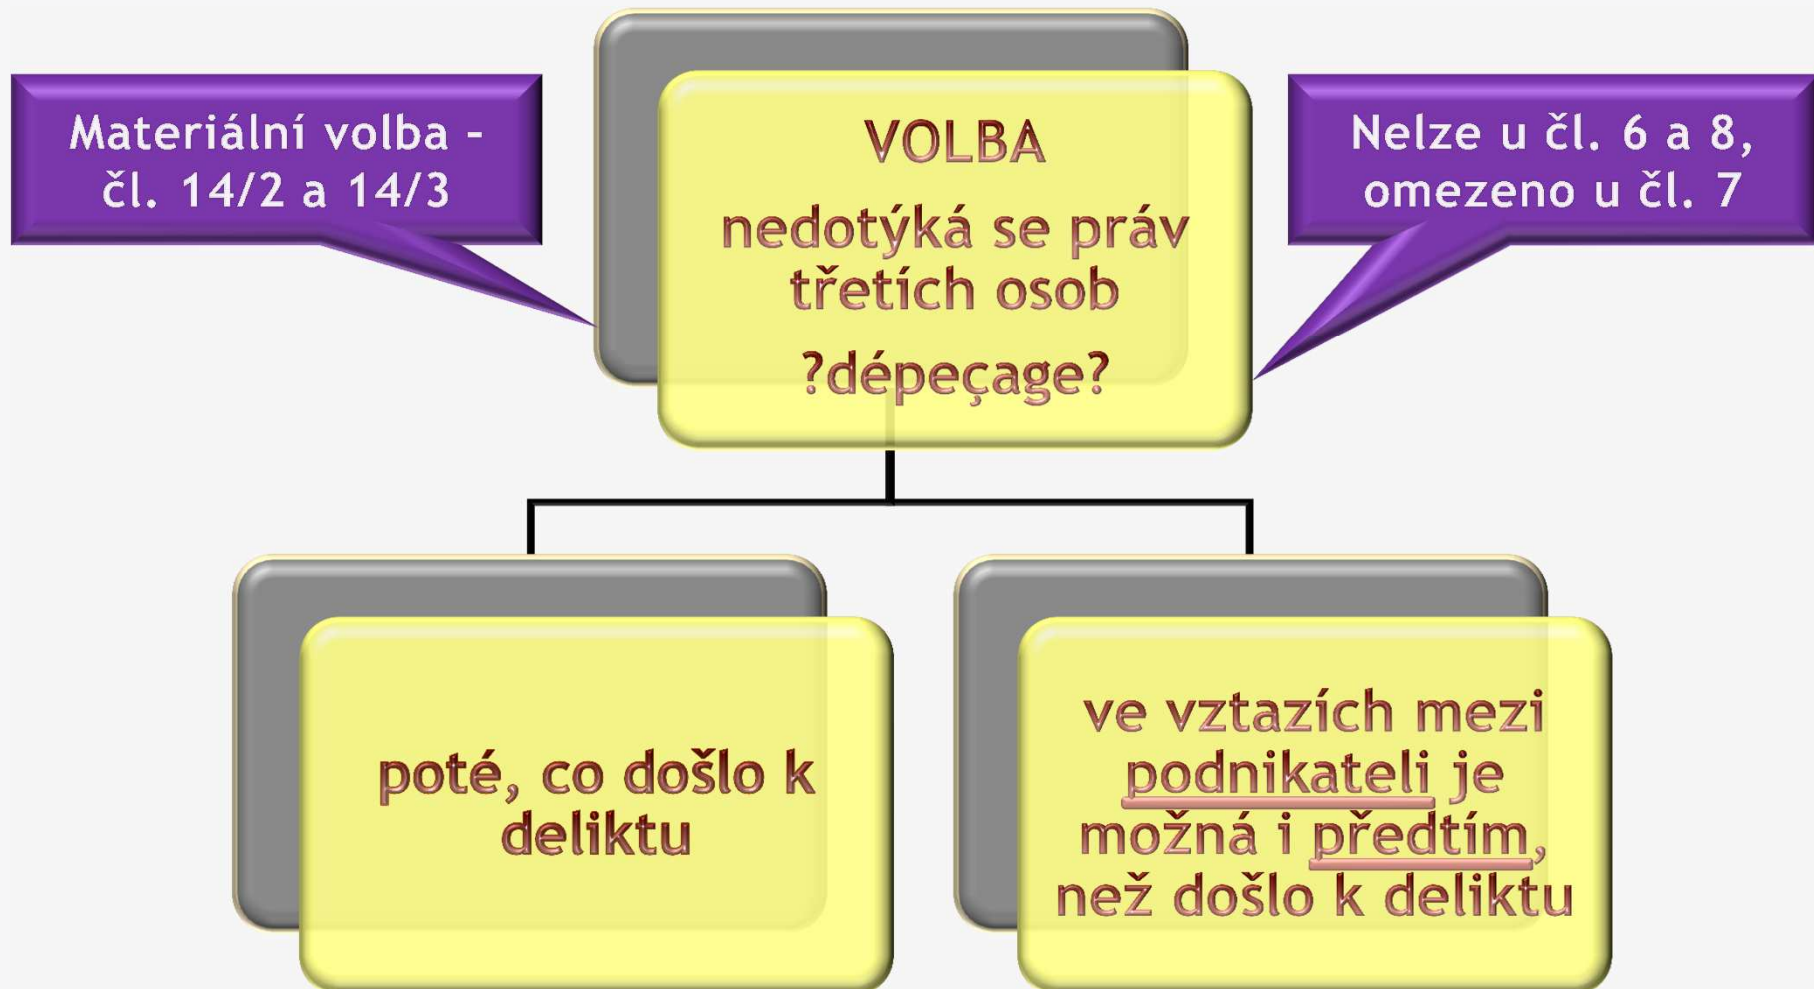 Materiální volba –
čl. 14/2 a 14/3
VOLBA
nedotýká se práv
třetích osob
?dépeçage?
Nelze u čl. 6 a 8,
omezeno u čl. 7
poté, co došlo k
deliktu
ve vztazích mezi
podnikateli je
možná i předtím,
než došlo k deliktu